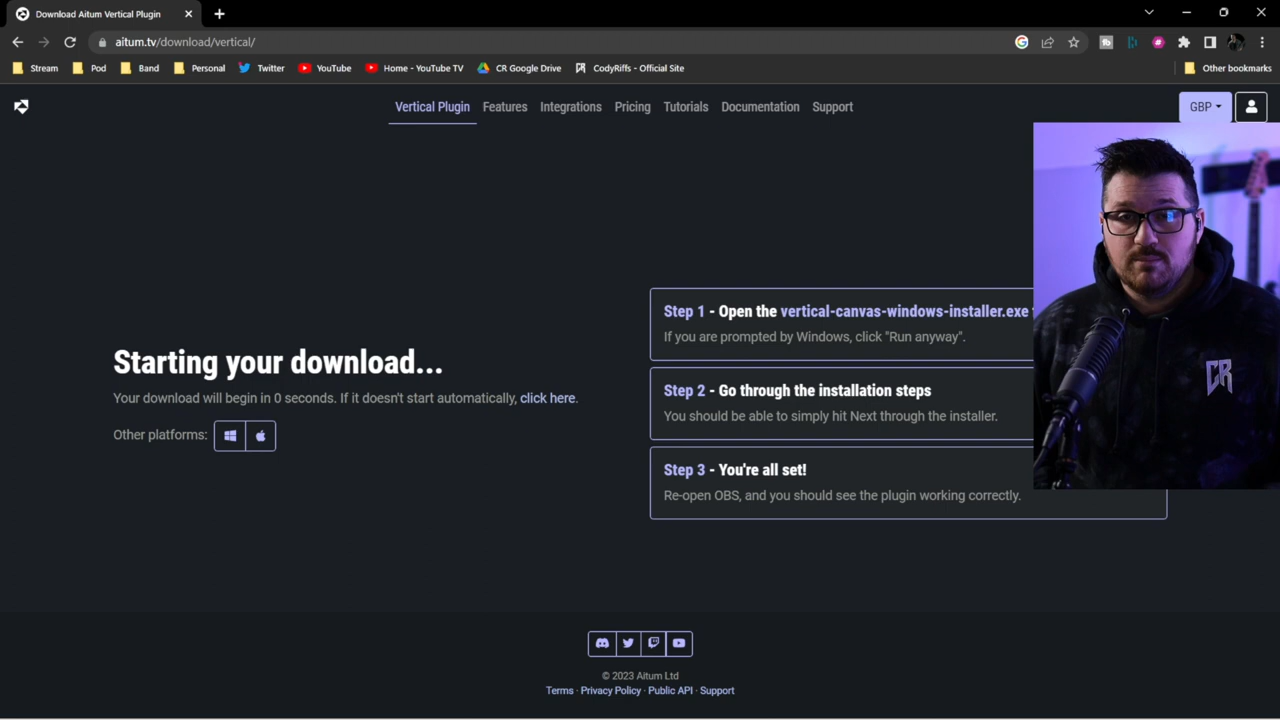 Download Aitum Vertical Plugin
aitum.tv/download/vertical/
Stream Pod Band Personal Twitter YouTube Home - YouTube TV CR Google Drive CodyRiffs - Official Site Other bookmarks
Vertical Plugin Features Integrations Pricing Tutorials Documentation Support GBP
Starting your download...
Your download will begin in 0 seconds. If it doesn't start automatically, click here.
Other platforms:
Step 1 - Open the vertical-canvas-windows-installer.exe
If you are prompted by Windows, click "Run anyway".
Step 2 - Go through the installation steps
You should be able to simply hit Next through the installer.
Step 3 - You're all set!
Re-open OBS, and you should see the plugin working correctly.
CR
© 2023 Aitum Ltd
Terms · Privacy Policy · Public API · Support